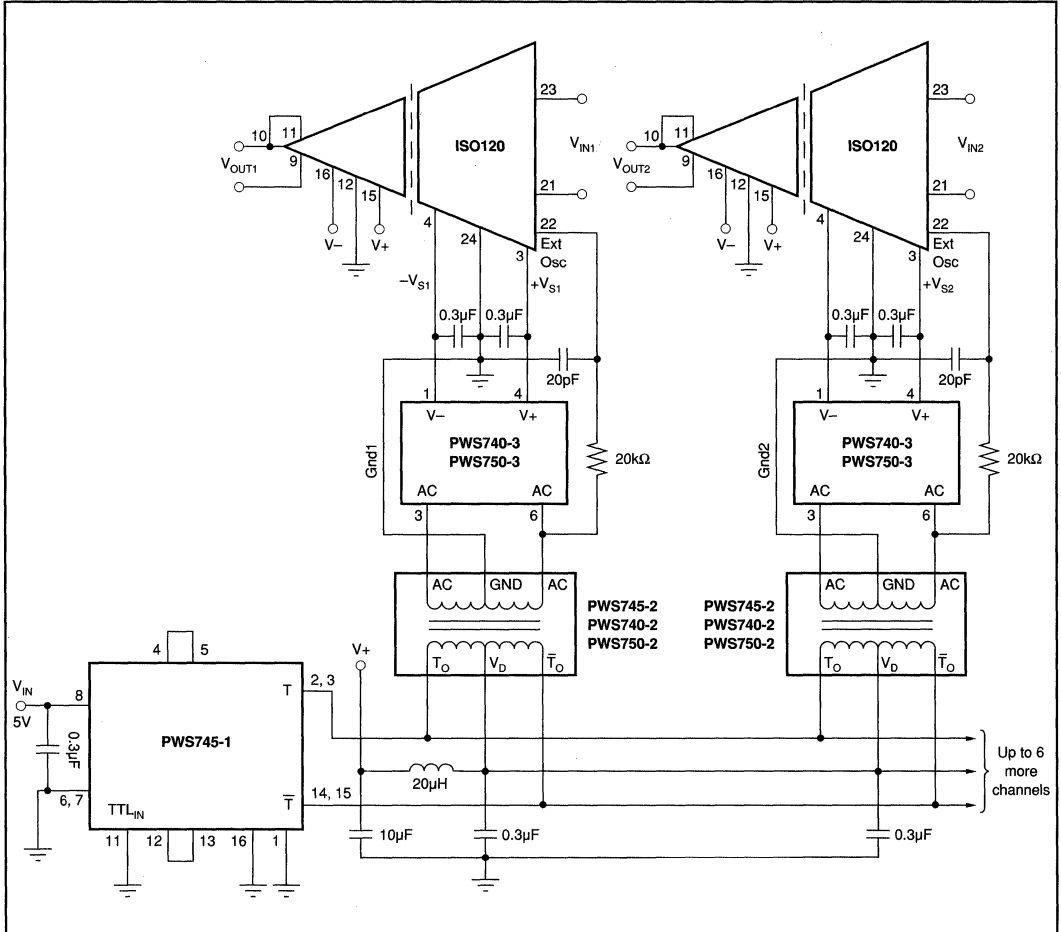 23
10
11
ISO120
V_IN1
V_OUT1
9
16
12
15
21
4
24
22
V–
V+
3
Ext
Osc
–V_S1
+V_S1
0.3µF
0.3µF
20pF
1
4
V–
V+
Gnd1
PWS740-3
PWS750-3
20kΩ
AC
AC
3
6
AC
GND
AC
PWS745-2
PWS740-2
PWS750-2
T_O
V_D
T̅_O
23
10
11
ISO120
V_IN2
V_OUT2
9
16
12
15
21
4
24
22
V–
V+
3
Ext
Osc
+V_S2
0.3µF
0.3µF
20pF
1
4
V–
V+
Gnd2
PWS740-3
PWS750-3
20kΩ
AC
AC
3
6
AC
GND
AC
PWS745-2
PWS740-2
PWS750-2
T_O
V_D
T̅_O
4
5
V+
V_IN
8
T
2, 3
5V
0.3µF
PWS745-1
20µH
Up to 6
more
channels
6, 7
TTL_IN
T̅
14, 15
11
12
13
16
1
10µF
0.3µF
0.3µF